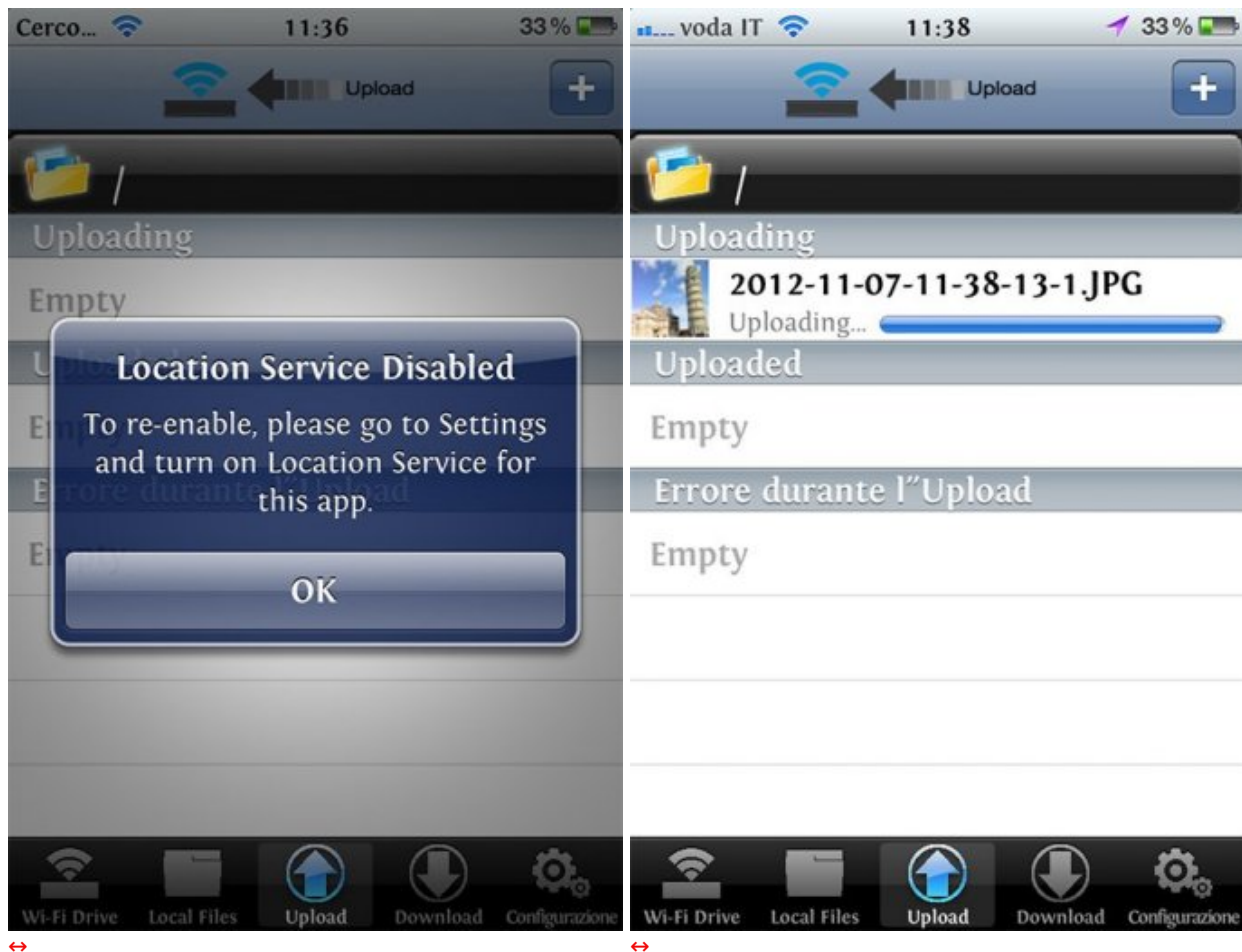 Cerco... 11:36 33%
Upload
/
Uploading
Empty
Location Service Disabled
To re-enable, please go to Settings
and turn on Location Service for
this app.
Errore durante l'’Upload
OK
Wi-Fi Drive Local Files Upload Download Configurazione
voda IT 11:38 33%
Upload
/
Uploading
2012-11-07-11-38-13-1.JPG
Uploading...
Uploaded
Empty
Errore durante l'’Upload
Empty
Wi-Fi Drive Local Files Upload Download Configurazione